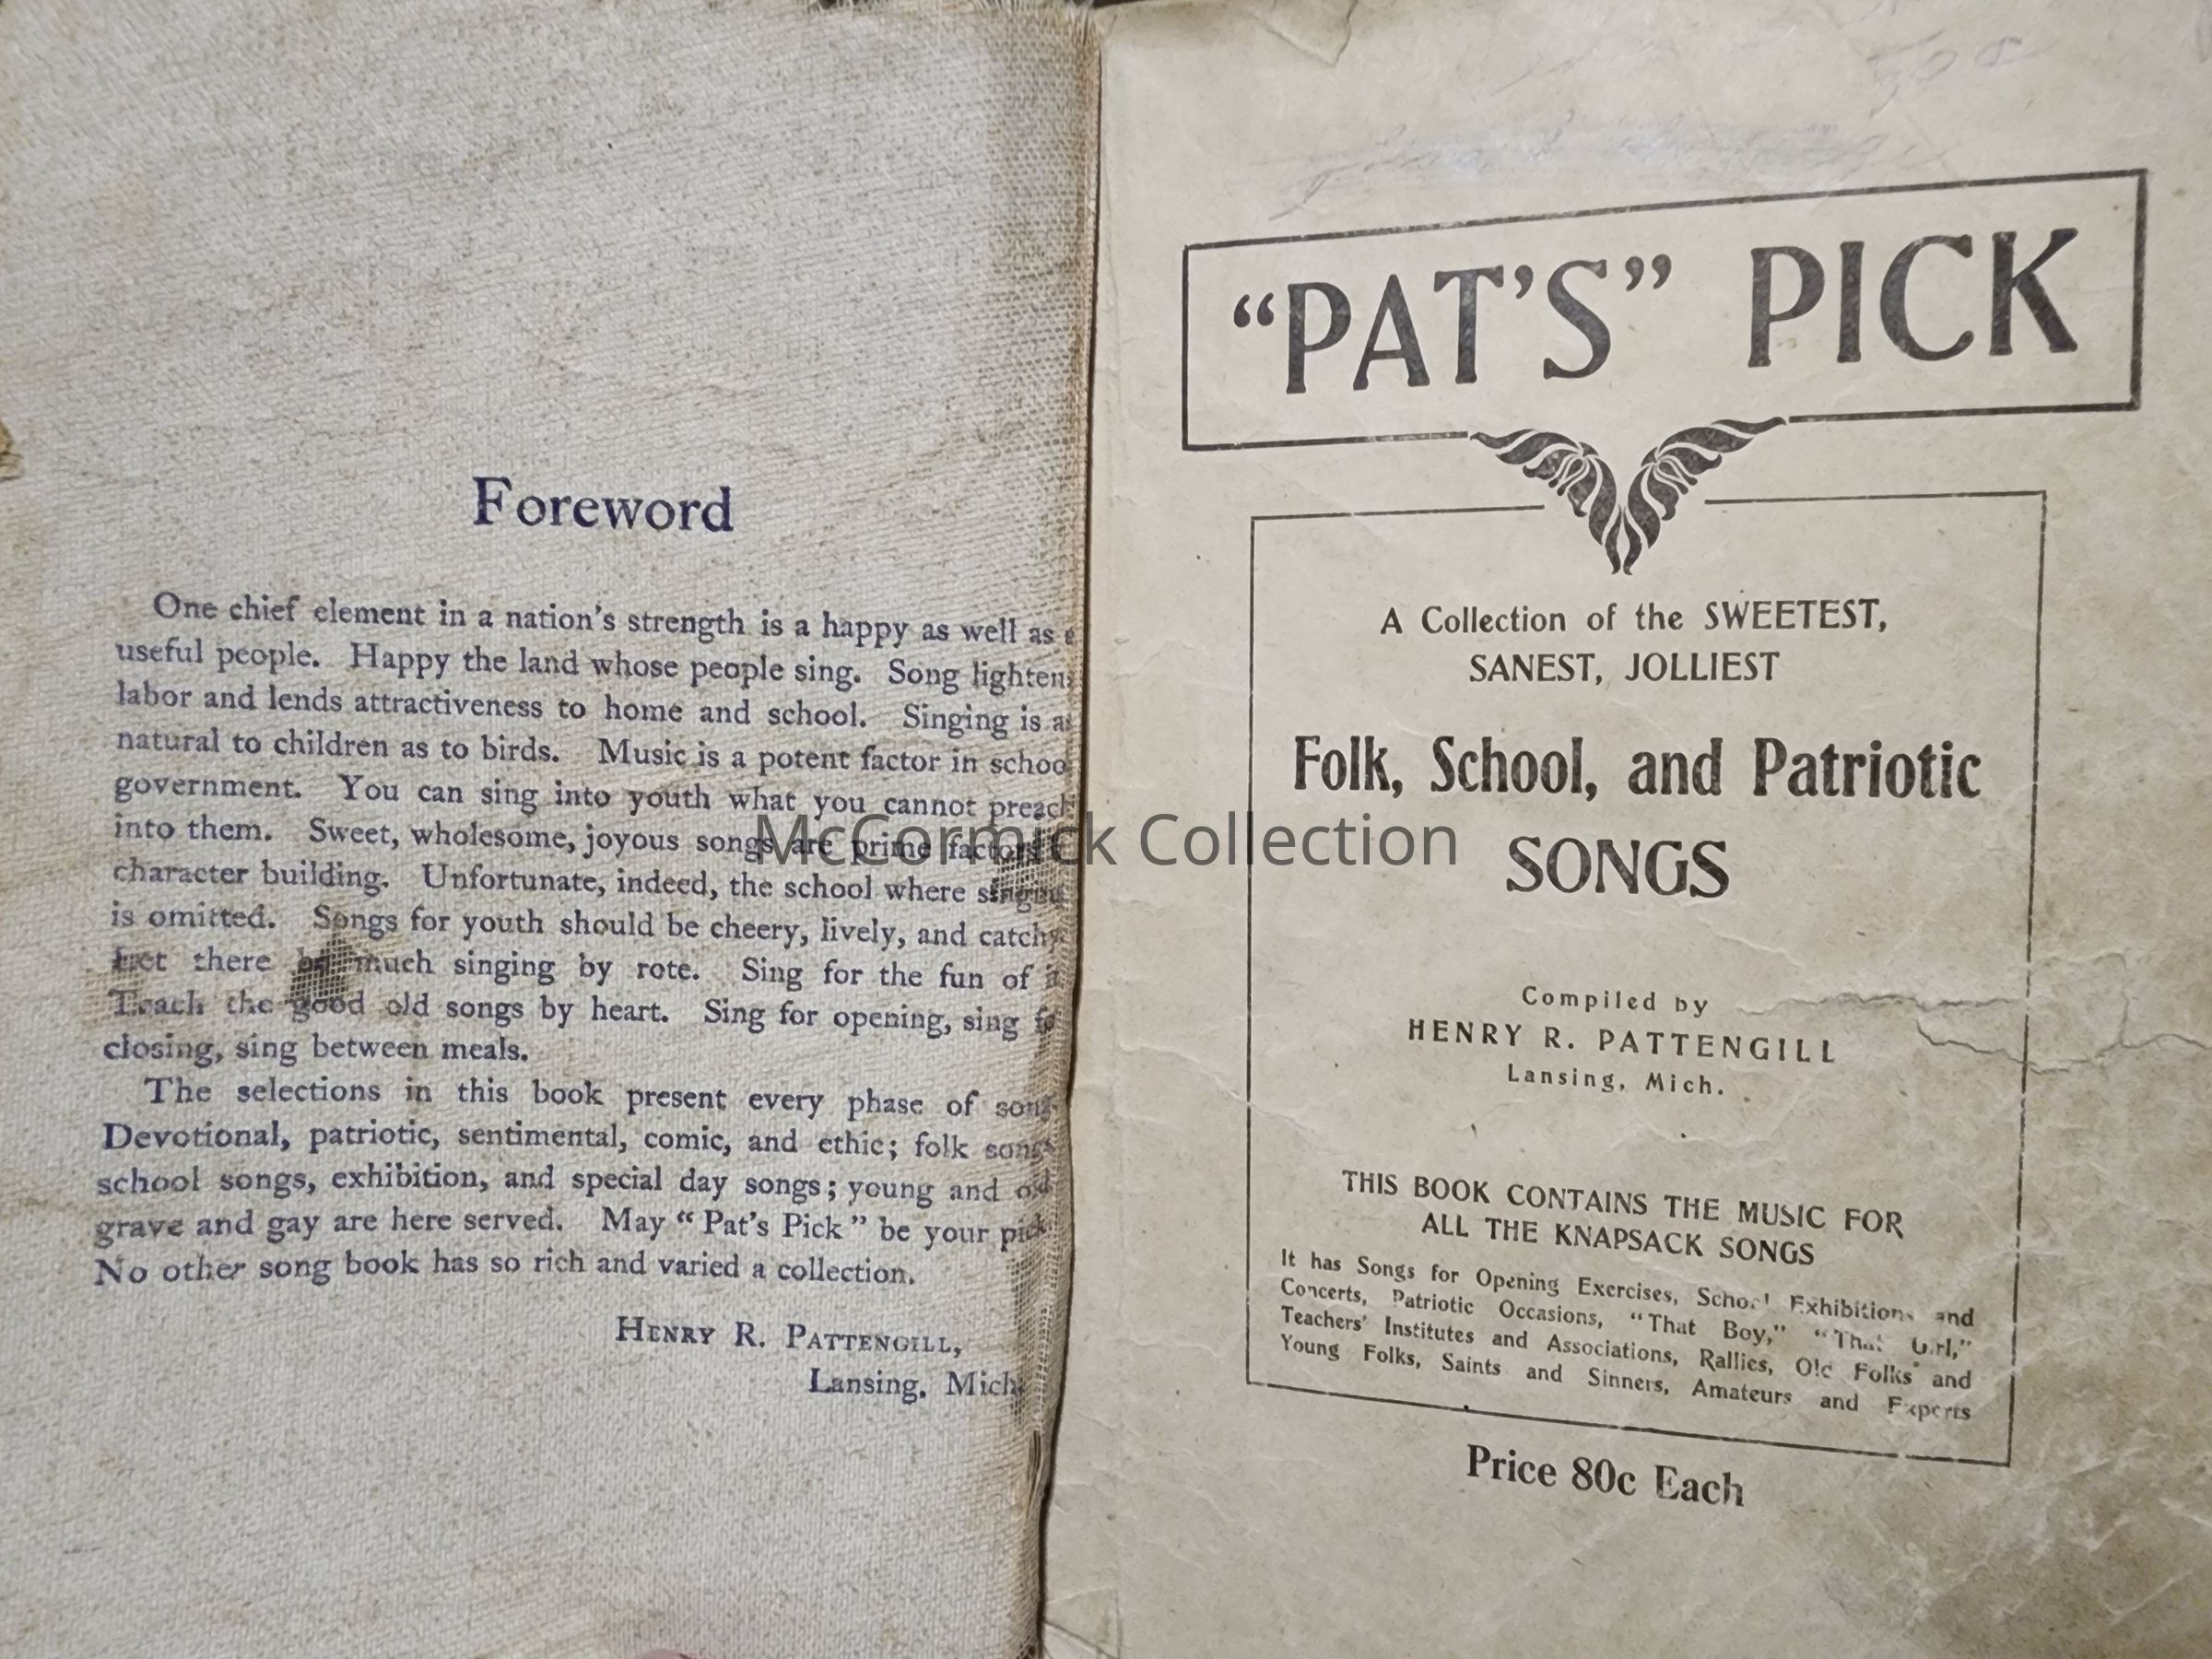 Foreword
One chief element in a nation's strength is a happy as well as
useful people. Happy the land whose people sing. Song lightens
labor and lends attractiveness to home and school. Singing is as
natural to children as to birds. Music is a potent factor in school
government. You can sing into youth what you cannot preach
into them. Sweet, wholesome, joyous songs are prime factors
character building. Unfortunate, indeed, the school where singing
is omitted. Songs for youth should be cheery, lively, and catchy.
Let there be much singing by rote. Sing for the fun of
Teach the good old songs by heart. Sing for opening, sing
closing, sing between meals.
The selections in this book present every phase of song
Devotional, patriotic, sentimental, comic, and ethic; folk songs
school songs, exhibition, and special day songs; young and old
grave and gay are here served. May "Pat's Pick" be your pick
No other song book has so rich and varied a collection.
HENRY R. PATTENGILL,
Lansing, Mich.
"PAT'S" PICK
A Collection of the SWEETEST,
SANEST, JOLLIEST
Folk, School, and Patriotic
SONGS
Compiled by
HENRY R. PATTENGILL
Lansing, Mich.
THIS BOOK CONTAINS THE MUSIC FOR
ALL THE KNAPSACK SONGS
It has Songs for Opening Exercises, School Exhibitions and
Concerts, Patriotic Occasions, "That Boy," "That Girl,"
Teachers' Institutes and Associations, Rallies, Old Folks and
Young Folks, Saints and Sinners, Amateurs and Experts
Price 80c Each
McCormick Collection